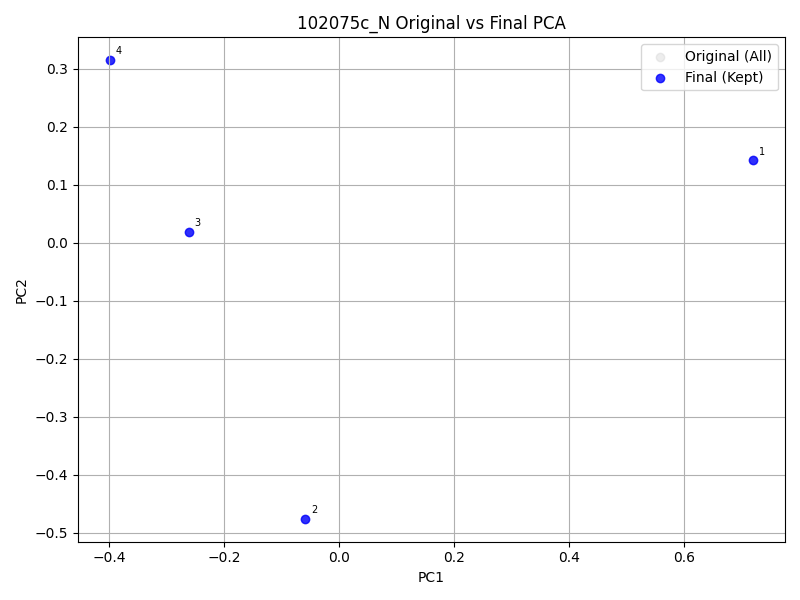 102075c_N Original vs Final PCA
Original (All)
Final (Kept)
4
1
3
2
0.3
0.2
0.1
0.0
−0.1
−0.2
−0.3
−0.4
−0.5
PC2
−0.4 −0.2 0.0 0.2 0.4 0.6
PC1